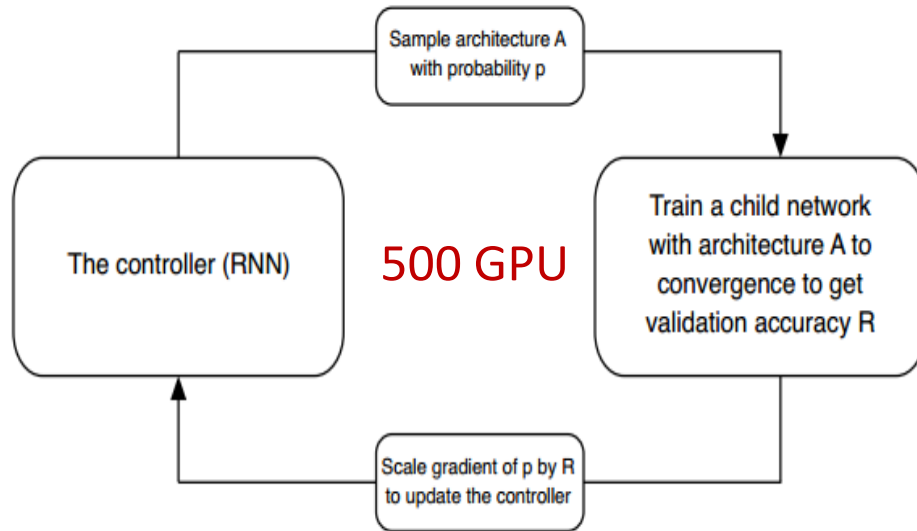 Sample architecture A
with probability p
The controller (RNN)
500 GPU
Train a child network
with architecture A to
convergence to get
validation accuracy R
Scale gradient of p by R
to update the controller